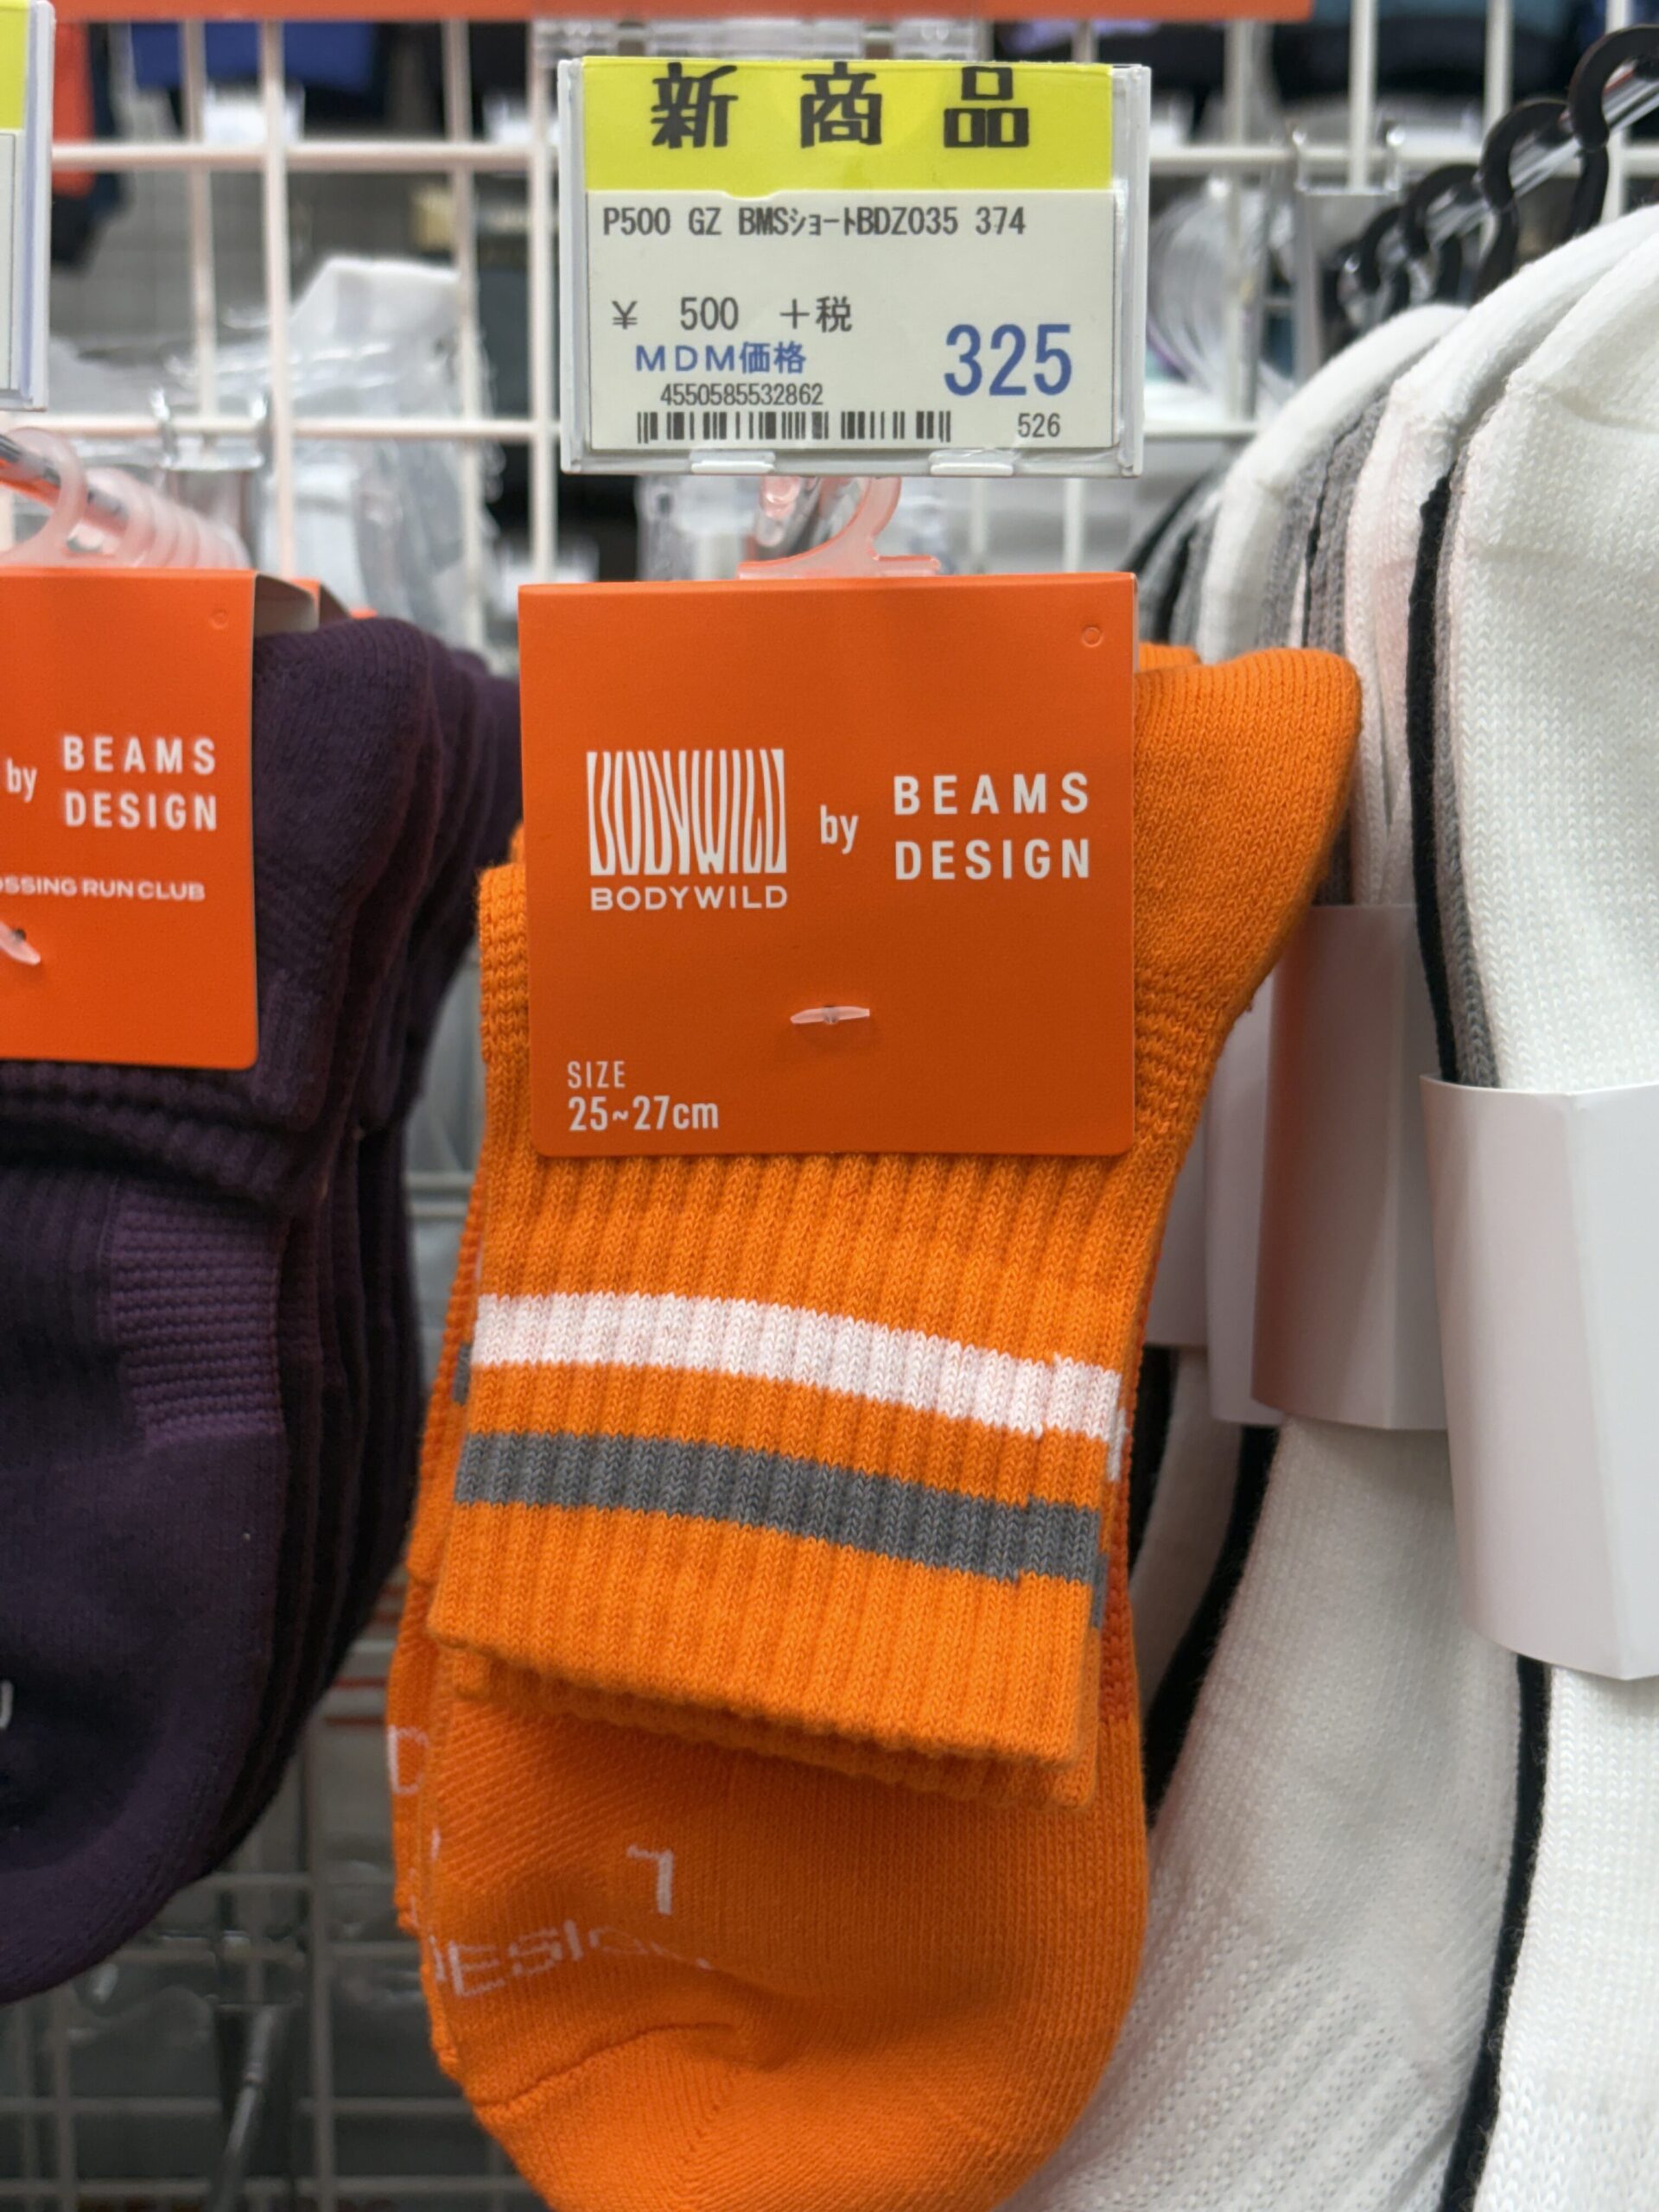 新商品
P500 GZ BMSショートBDZ035 374
¥ 500 +税
MDM価格 325
4550585532862
526
BODYWILD
BODYWILD
by
BEAMS
DESIGN
SIZE
25~27cm
by
BEAMS
DESIGN
RUN CLUB